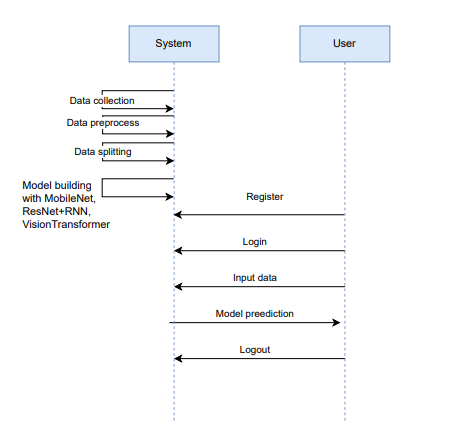 System
User
Data collection
Data preprocess
Data splitting
Model building
with MobileNet,
ResNet+RNN,
VisionTransformer
Register
Login
Input data
Model preediction
Logout